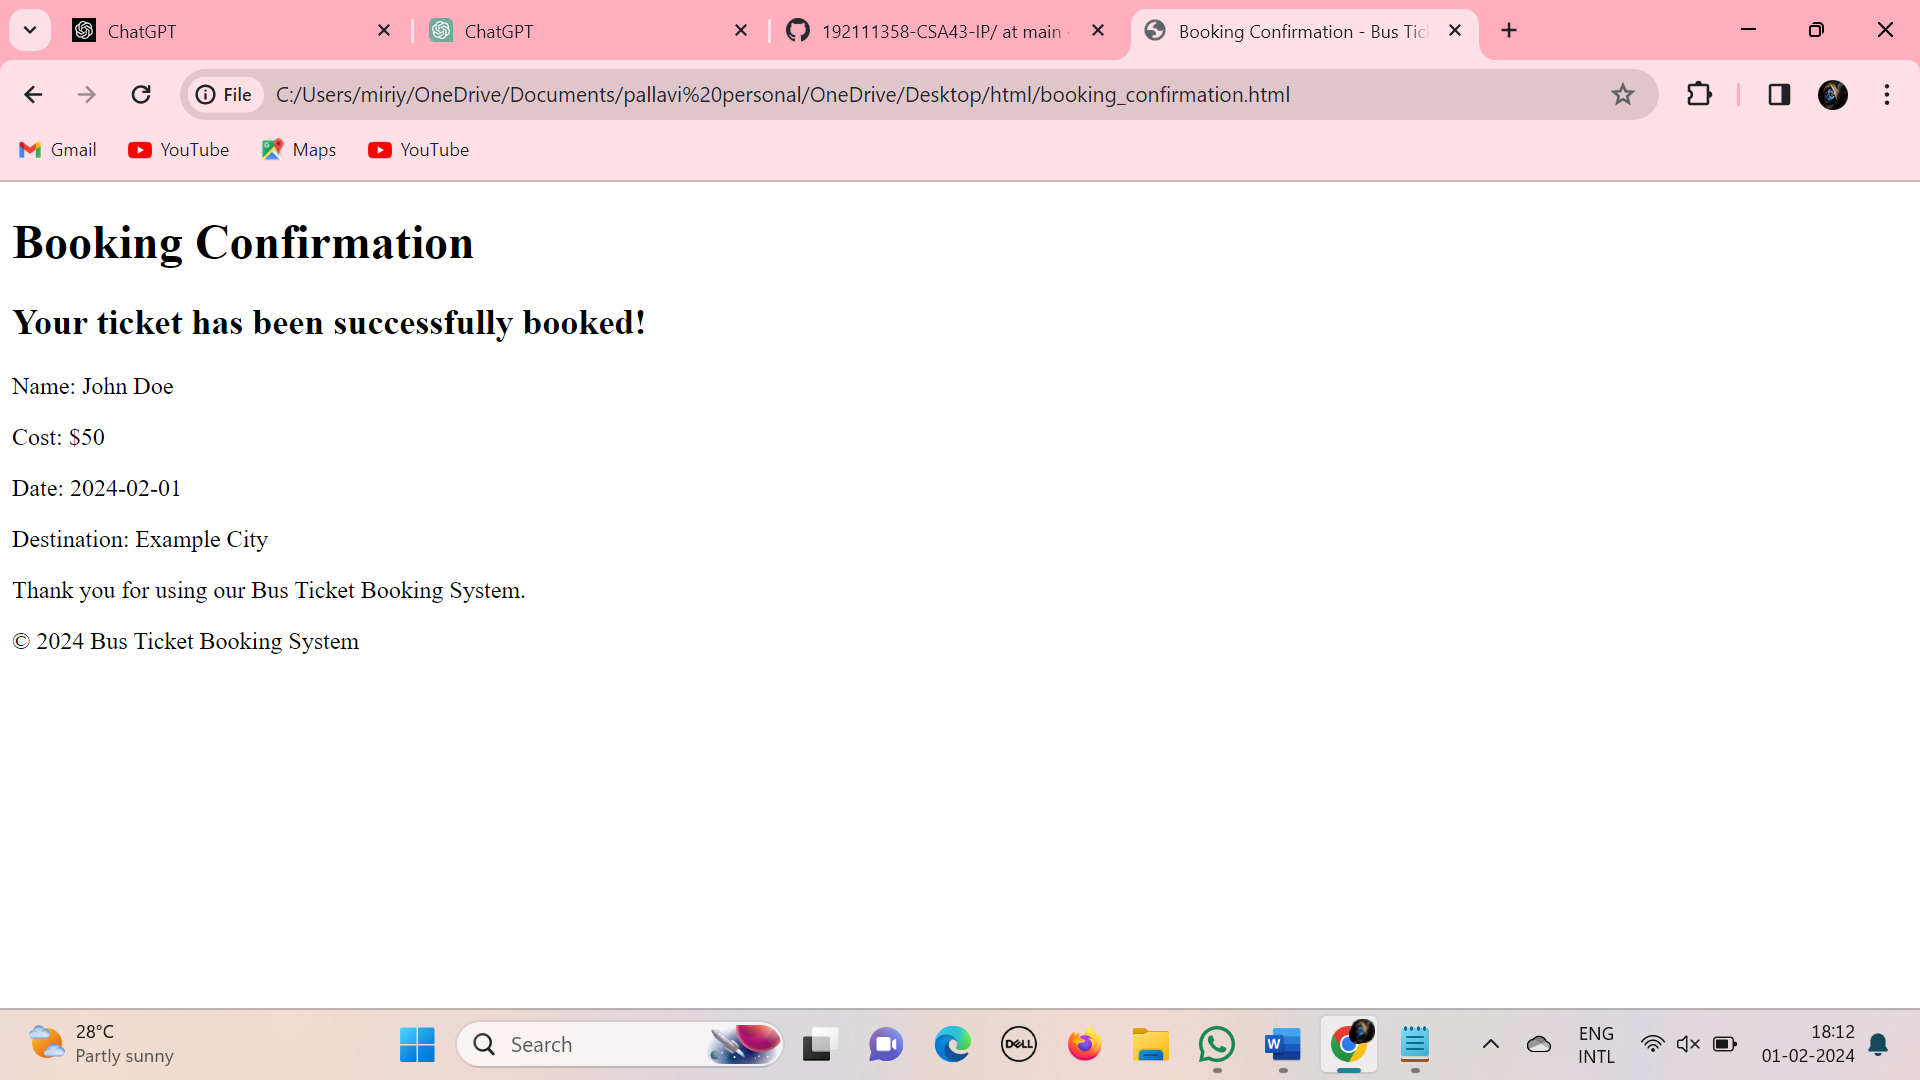 ChatGPT
ChatGPT
192111358-CSA43-IP/ at main
Booking Confirmation - Bus Tic
File
C:/Users/miriy/OneDrive/Documents/pallavi%20personal/OneDrive/Desktop/html/booking_confirmation.html
Gmail
YouTube
Maps
YouTube
Booking Confirmation
Your ticket has been successfully booked!
Name: John Doe
Cost: $50
Date: 2024-02-01
Destination: Example City
Thank you for using our Bus Ticket Booking System.
© 2024 Bus Ticket Booking System
28°C
Partly sunny
Search
DELL
W
ENG
INTL
18:12
01-02-2024